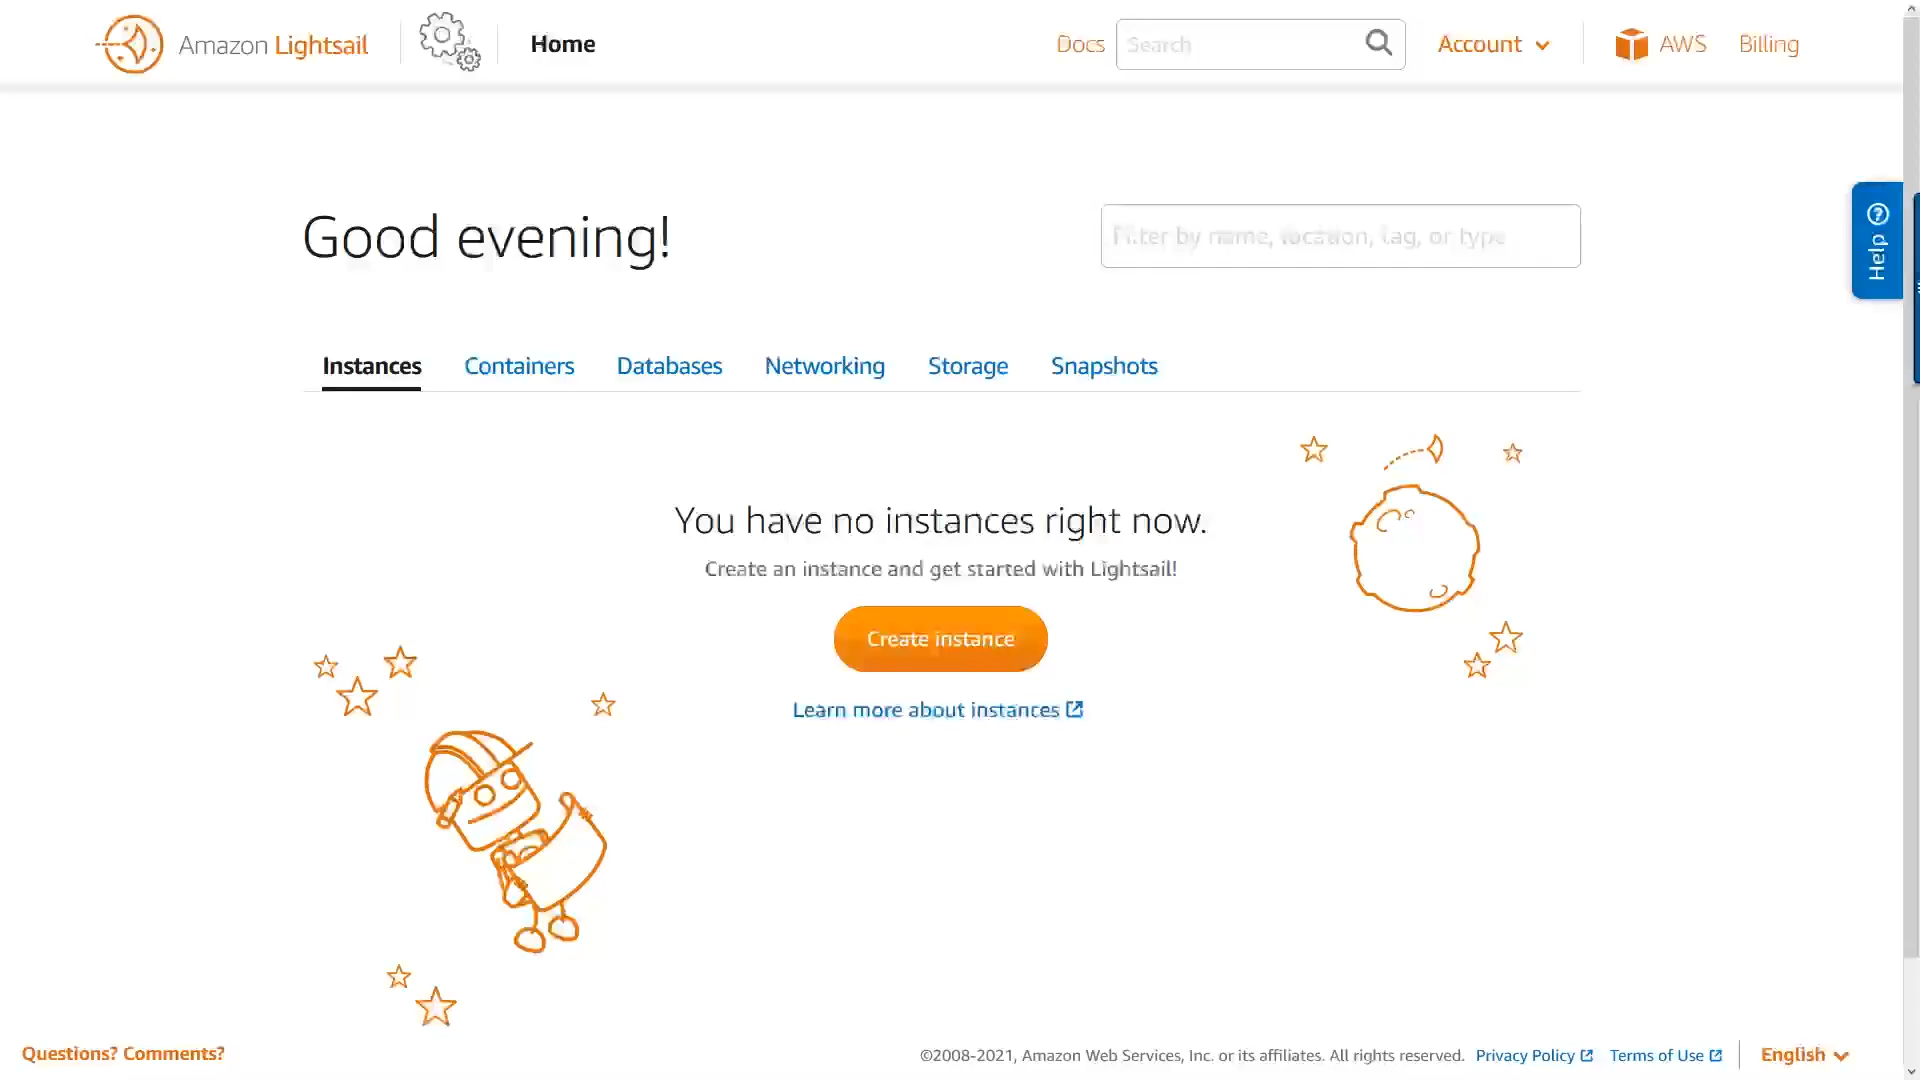 Amazon Lightsail
Home
Docs
Search
Account
AWS
Billing
Good evening!
Filter by name, location, tag, or type
Help
Instances
Containers
Databases
Networking
Storage
Snapshots
You have no instances right now.
Create an instance and get started with Lightsail!
Create instance
Learn more about instances
Questions? Comments?
©2008-2021, Amazon Web Services, Inc. or its affiliates. All rights reserved.
Privacy Policy
Terms of Use
English